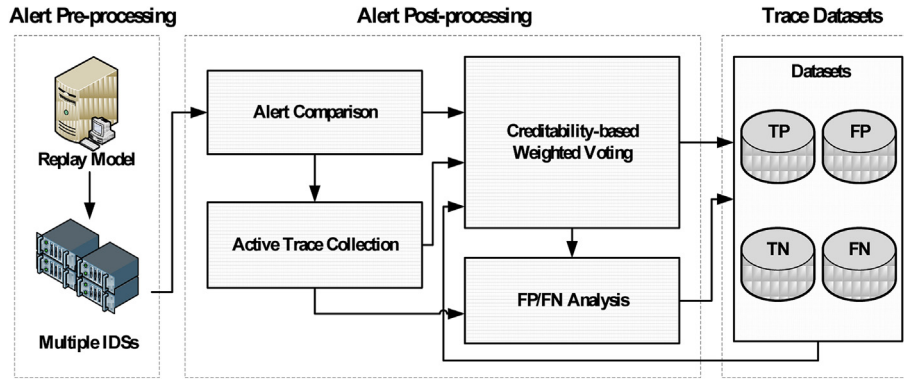 Alert Pre-processing
Alert Post-processing
Trace Datasets
Replay Model
Multiple IDSs
Alert Comparison
Active Trace Collection
Creditability-based
Weighted Voting
FP/FN Analysis
Datasets
TP
FP
TN
FN